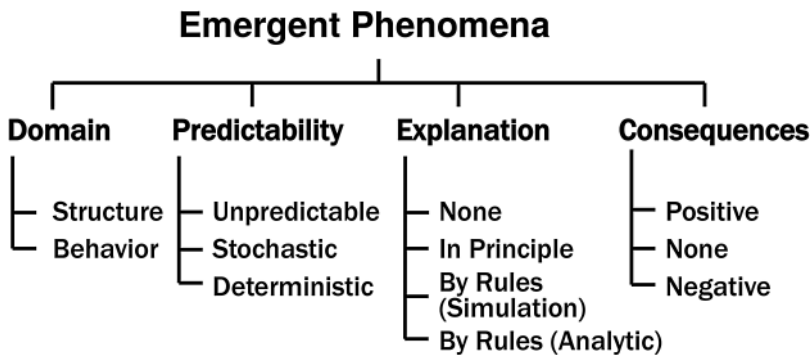 Emergent Phenomena
Domain
Structure
Behavior
Predictability
Unpredictable
Stochastic
Deterministic
Explanation
None
In Principle
By Rules
(Simulation)
By Rules (Analytic)
Consequences
Positive
None
Negative